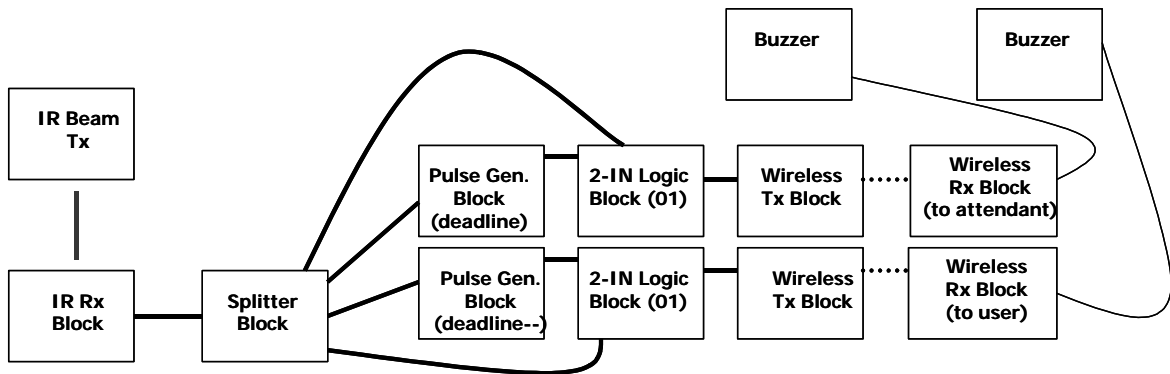 Buzzer
Buzzer
IR Beam
Tx
Pulse Gen.
Block
(deadline)
2-IN Logic
Block (01)
Wireless
Tx Block
Wireless
Rx Block
(to attendant)
IR Rx
Block
Splitter
Block
Pulse Gen.
Block
(deadline--)
2-IN Logic
Block (01)
Wireless
Tx Block
Wireless
Rx Block
(to user)